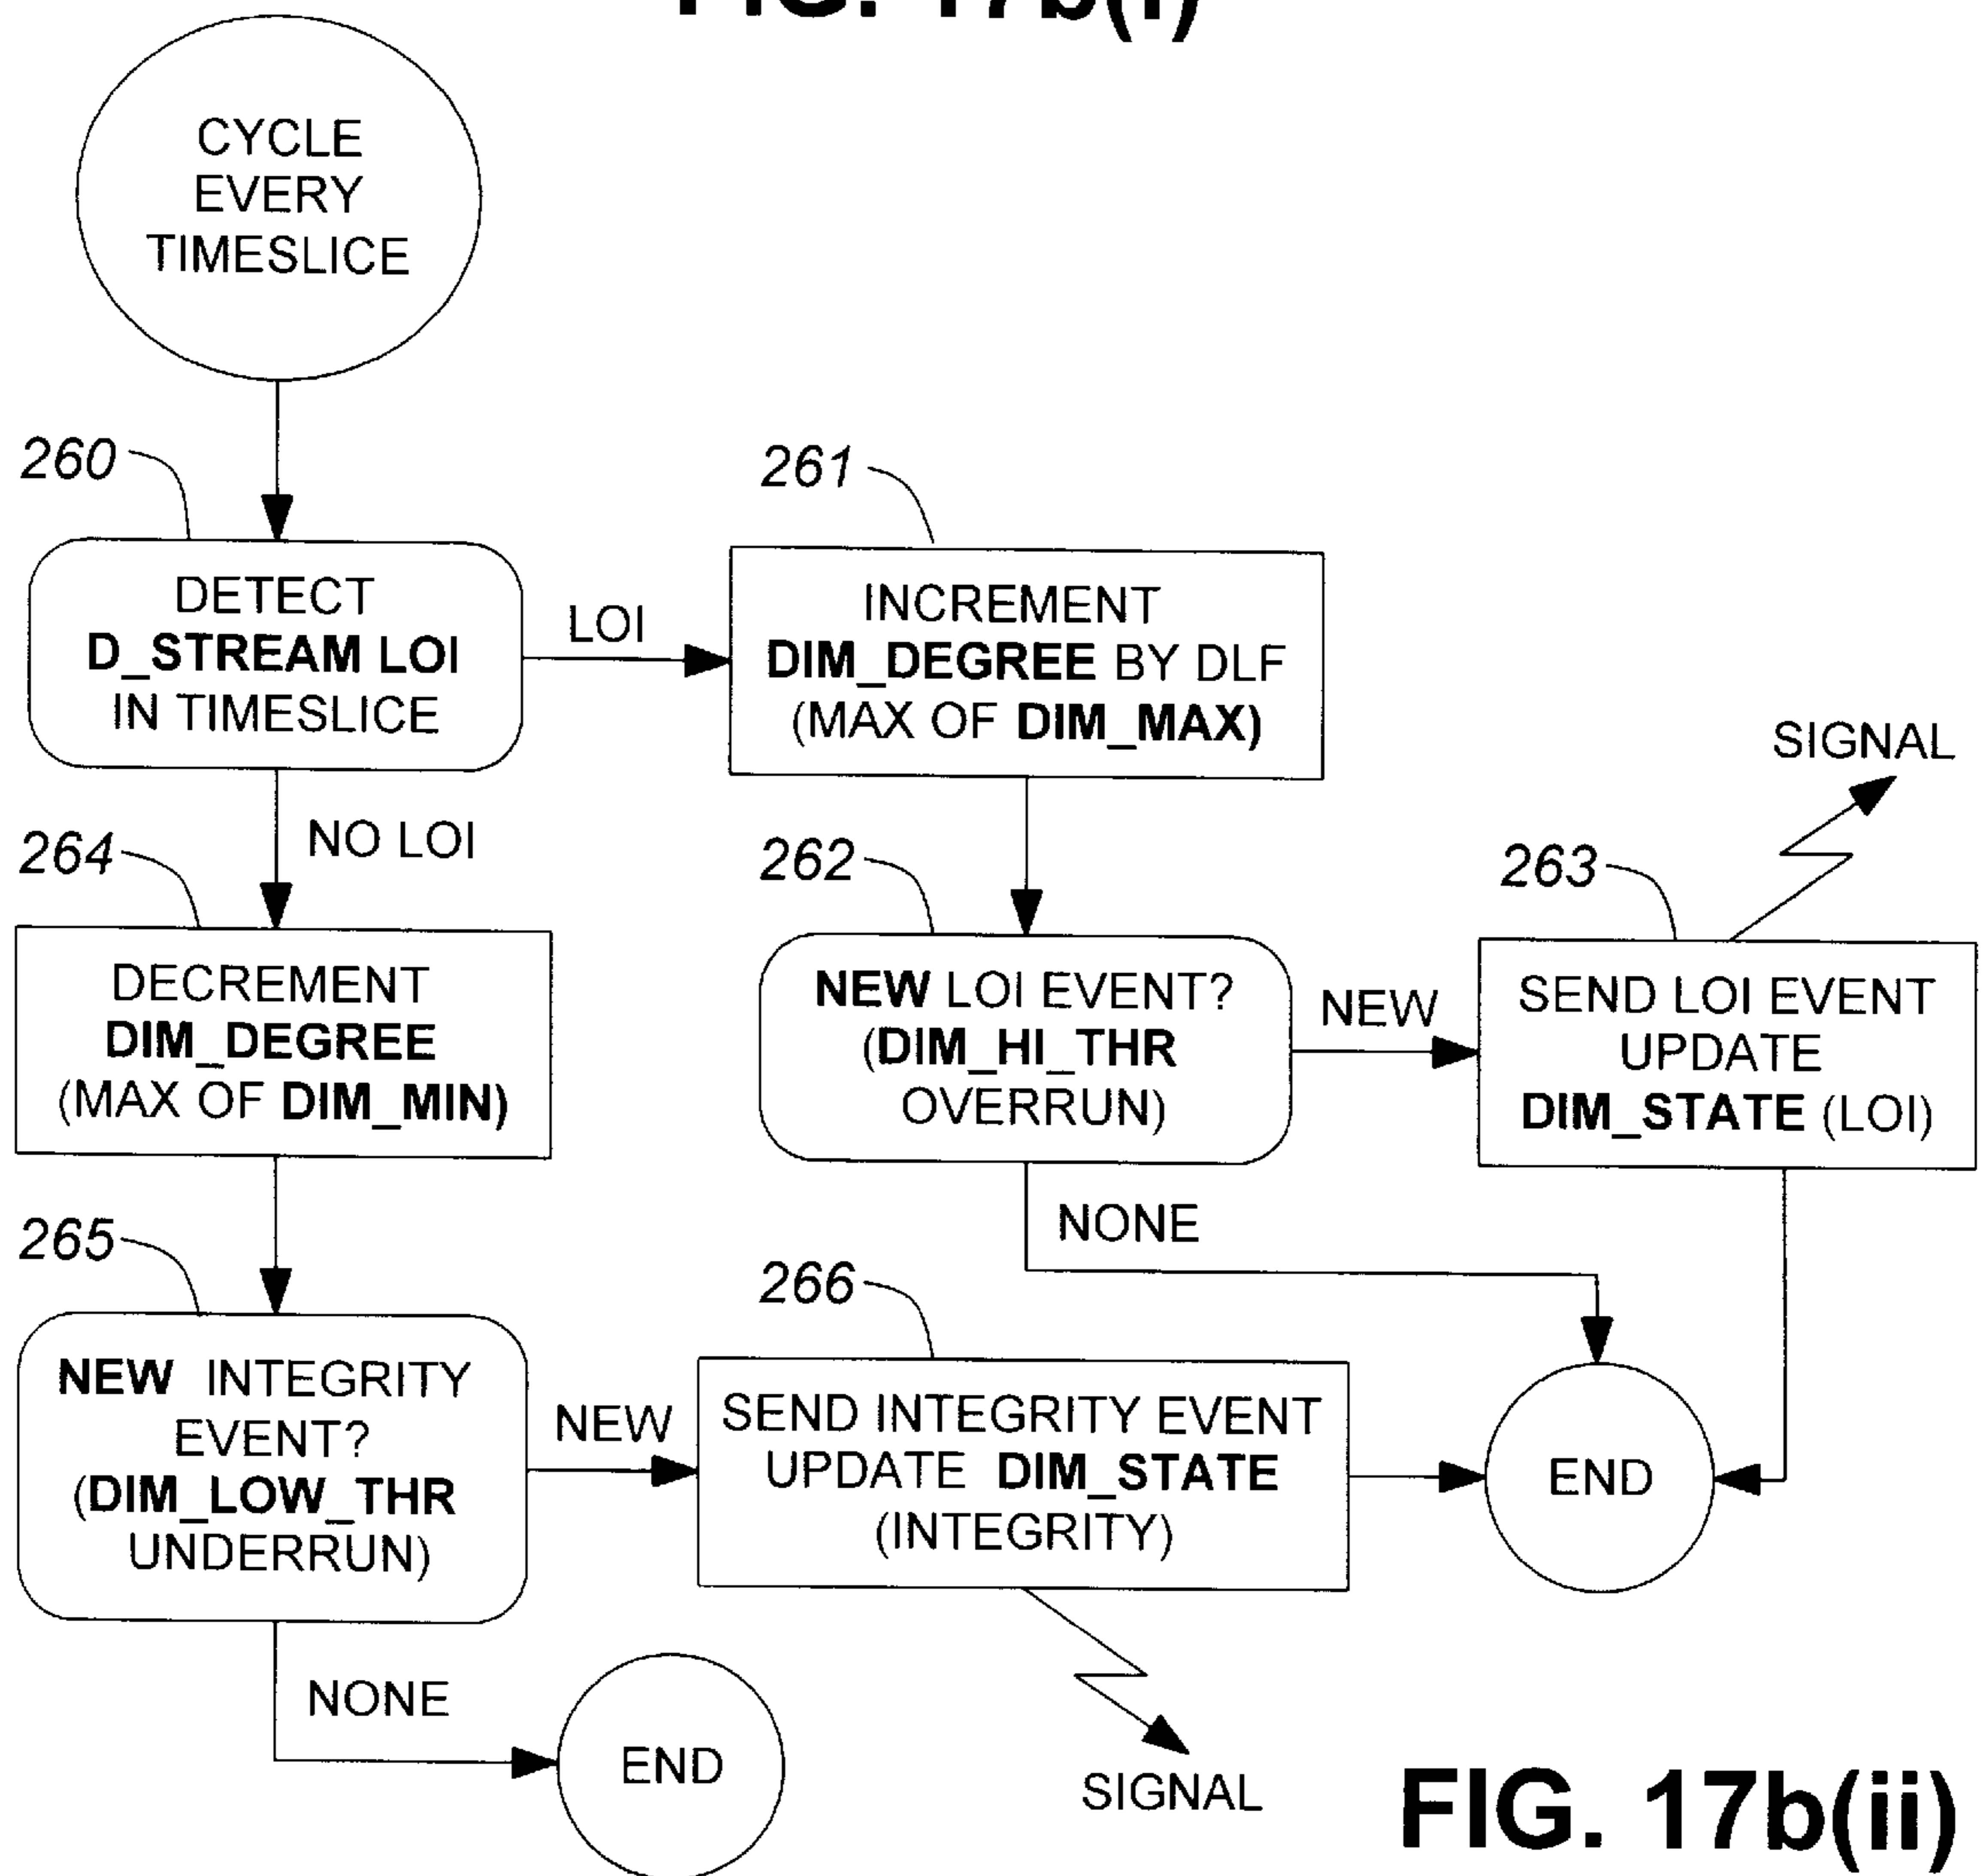 FIG. 17b(i)
CYCLE
EVERY
TIMESLICE
260
DETECT
D_STREAM LOI
IN TIMESLICE
LOI
261
INCREMENT
DIM_DEGREE BY DLF
(MAX OF DIM_MAX)
SIGNAL
NO LOI
264
DECREMENT
DIM_DEGREE
(MAX OF DIM_MIN)
262
NEW LOI EVENT?
(DIM_HI_THR
OVERRUN)
NEW
263
SEND LOI EVENT
UPDATE
DIM_STATE (LOI)
NONE
265
NEW INTEGRITY
EVENT?
(DIM_LOW_THR
UNDERRUN)
NEW
266
SEND INTEGRITY EVENT
UPDATE DIM_STATE
(INTEGRITY)
END
NONE
END
SIGNAL
FIG. 17b(ii)